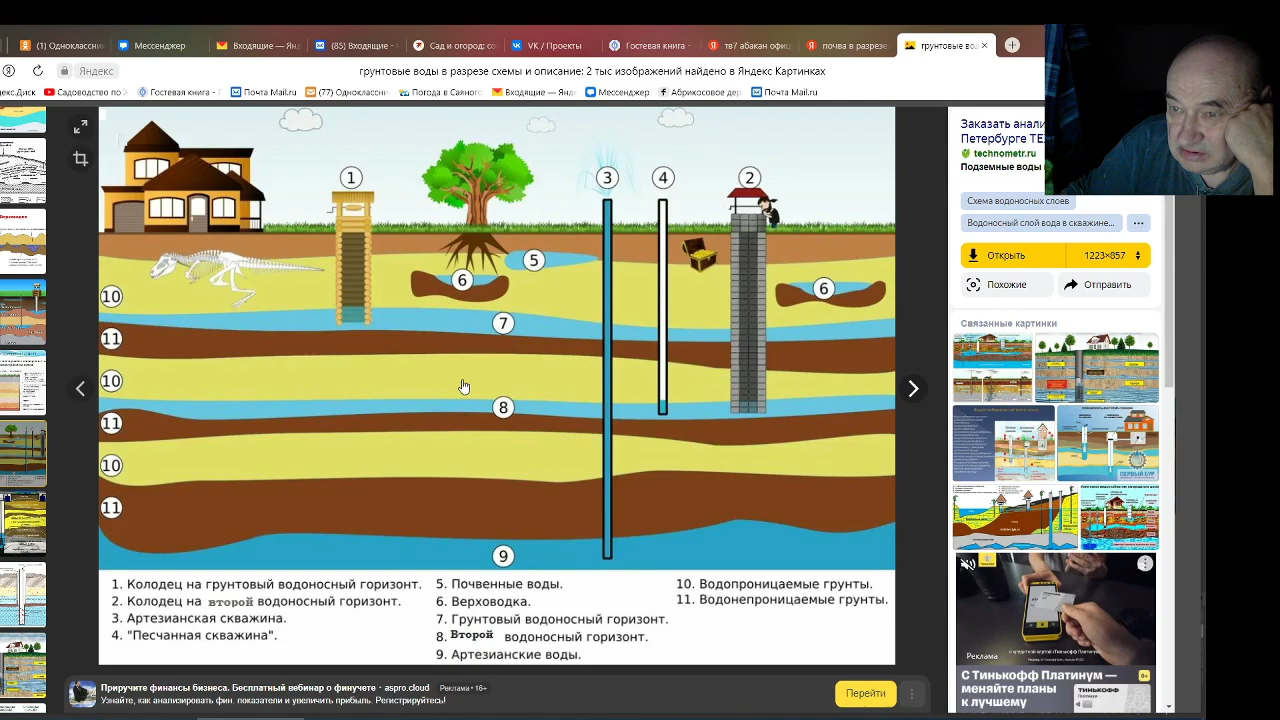 (1) Одноклассни
Мессенджер
Входящие — Янд
(85) Входящие -
Сад и огород: со
VK / Проекты
Гостевая книга -
тв7 абакан офиц
почва в разрезе
грунтовые вод
Яндекс
грунтовые воды в разрезе схемы и описание: 2 тыс изображений найдено в Яндекс Картинках
екс.Диск
Садоводство по
Гостевая книга - Г
Почта Mail.ru
(77) Одноклассни
Погода в Саяного
Входящие — Янде
Мессенджер
Абрикосовое дер
Почта Mail.ru
Заказать анали
Петербурге ТЕ
technometr.ru
Подземные воды
Схема водоносных слоев
Водоносный слой вода в скважине...
Открыть
1223×857
Похожие
Отправить
Связанные картинки
1
3
4
2
5
6
6
10
7
11
10
8
11
10
11
9
1. Колодец на грунтовый водоносный горизонт.
2. Колодец на второй водоносный горизонт.
3. Артезианская скважина.
4. "Песчанная скважина".
5. Почвенные воды.
6. Верховодка.
7. Грунтовый водоносный горизонт.
8. Второй водоносный горизонт.
9. Артезианские воды.
10. Водопроницаемые грунты.
11. Водонепроницаемые грунты.
Реклама
С Тинькофф Платинум —
меняйте планы
к лучшему
ТИНЬКОФФ
Приручите финансы бизнеса. Бесплатный вебинар о финучете - aspro.cloud
Реклама • 16+
Узнайте, как анализировать фин. показатели и увеличить прибыль. Регистрируйтесь!
Перейти